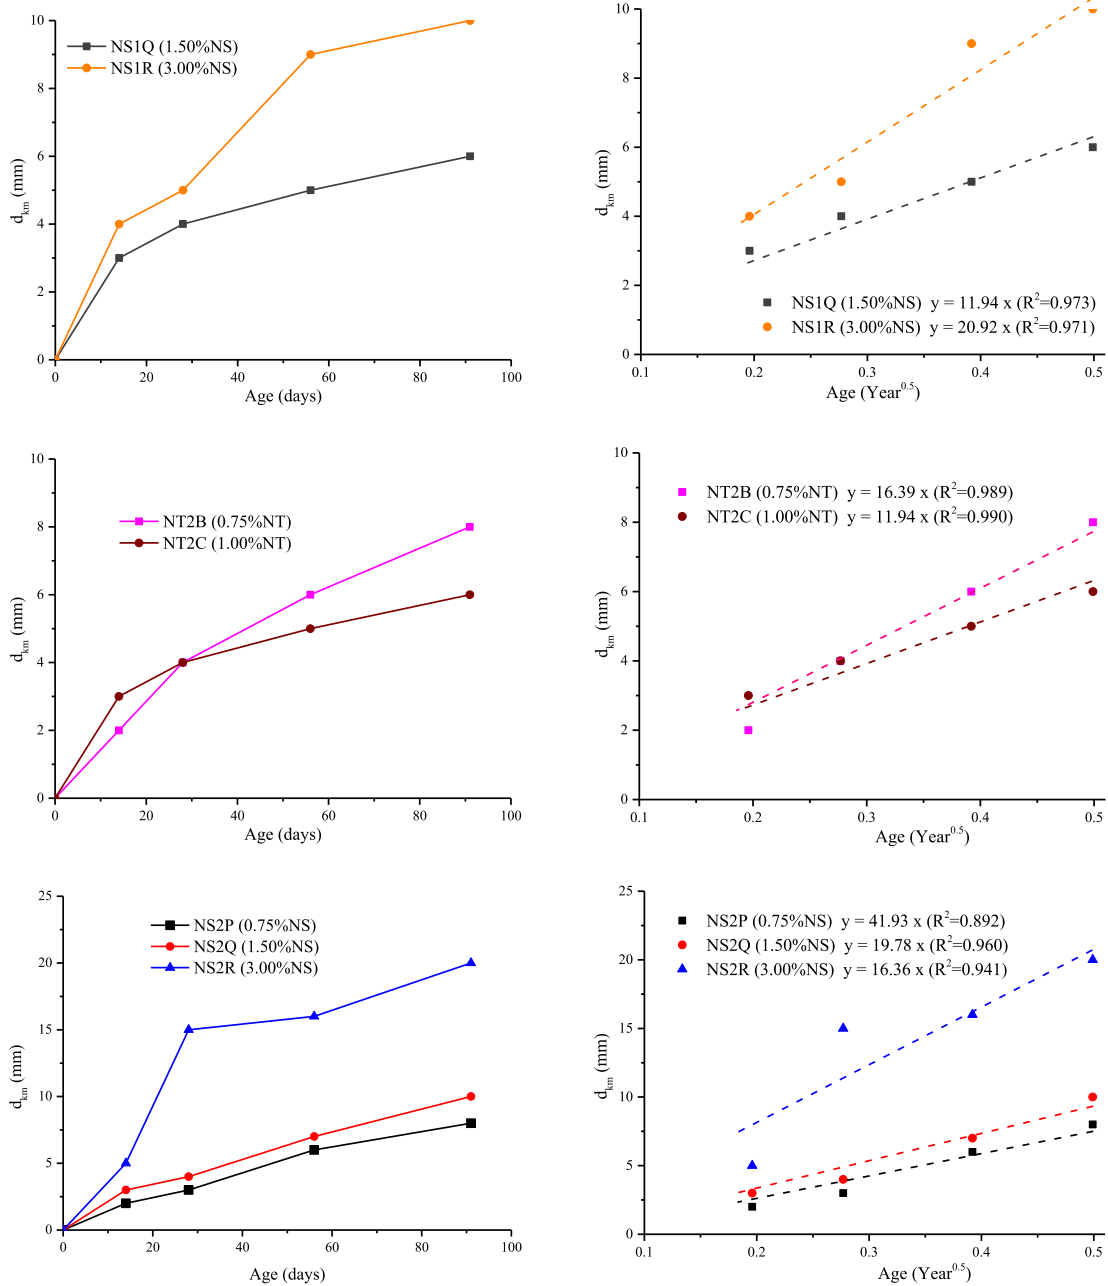 10
8
6
4
2
0
d_km (mm)
NS1Q (1.50%NS)
NS1R (3.00%NS)
0 20 40 60 80 100
Age (days)
10
8
6
4
2
0
d_km (mm)
NS1Q (1.50%NS) y = 11.94 x (R²=0.973)
NS1R (3.00%NS) y = 20.92 x (R²=0.971)
0.1 0.2 0.3 0.4 0.5
Age (Year^0.5)
10
8
6
4
2
0
d_km (mm)
NT2B (0.75%NT)
NT2C (1.00%NT)
0 20 40 60 80 100
Age (days)
10
8
6
4
2
0
d_km (mm)
NT2B (0.75%NT) y = 16.39 x (R²=0.989)
NT2C (1.00%NT) y = 11.94 x (R²=0.990)
0.1 0.2 0.3 0.4 0.5
Age (Year^0.5)
25
20
15
10
5
0
d_km (mm)
NS2P (0.75%NS)
NS2Q (1.50%NS)
NS2R (3.00%NS)
0 20 40 60 80 100
Age (days)
25
20
15
10
5
0
d_km (mm)
NS2P (0.75%NS) y = 41.93 x (R²=0.892)
NS2Q (1.50%NS) y = 19.78 x (R²=0.960)
NS2R (3.00%NS) y = 16.36 x (R²=0.941)
0.1 0.2 0.3 0.4 0.5
Age (Year^0.5)